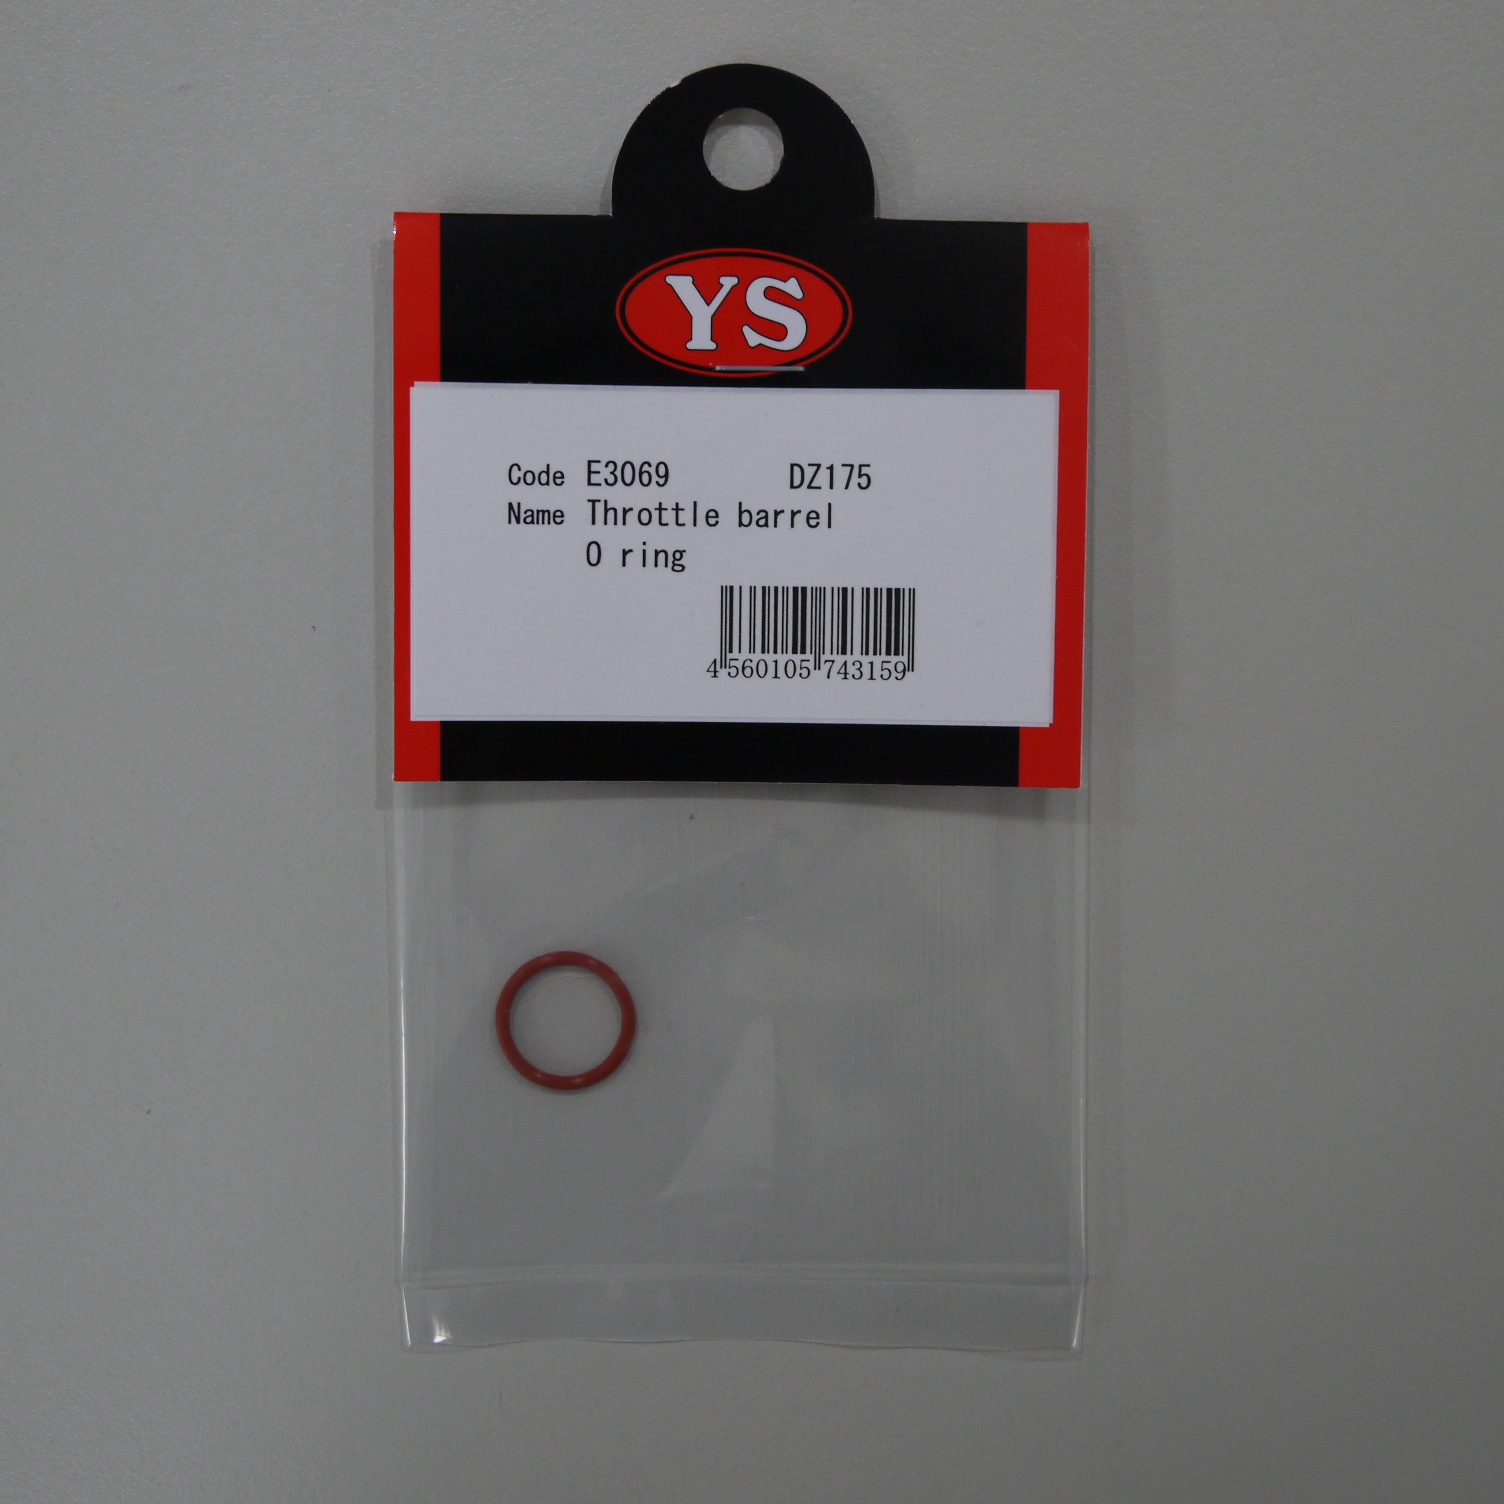 YS
Code E3069 DZ175
Name Throttle barrel
O ring
4 560105 743159